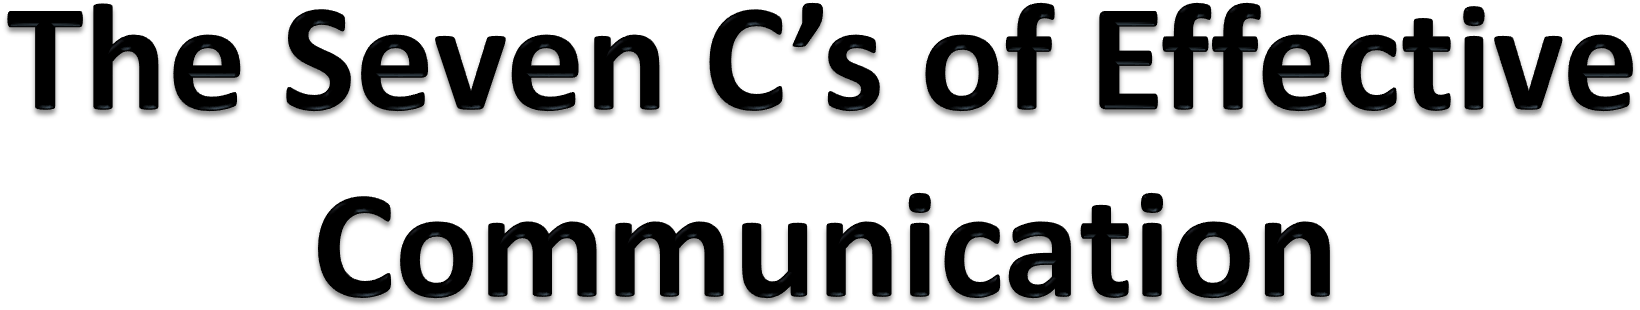 The Seven C’s of Effective
Communication